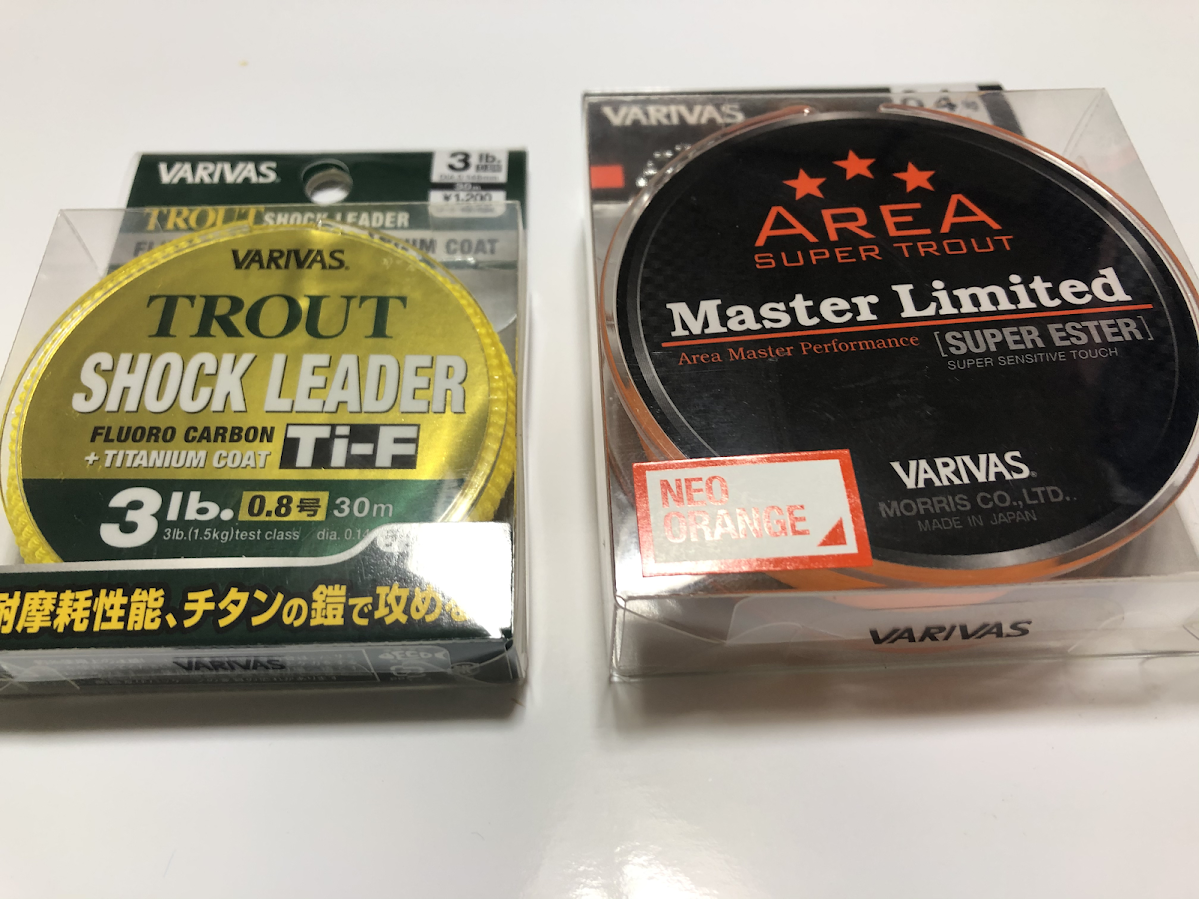 VARIVAS
3 lb.
30m
¥1,200
TROUT SHOCK LEADER
VARIVAS
TROUT
SHOCK LEADER
FLUORO CARBON
+ TITANIUM COAT Ti-F
3lb. 0.8号 30m
3lb.(1.5kg)test class
耐摩耗性能、チタンの鎧で攻め
VARIVAS
VARIVAS
AREA
SUPER TROUT
Master Limited
Area Master Performance
[SUPER ESTER]
SUPER SENSITIVE TOUCH
NEO
ORANGE
VARIVAS
MORRIS CO.,LTD.
MADE IN JAPAN
VARIVAS